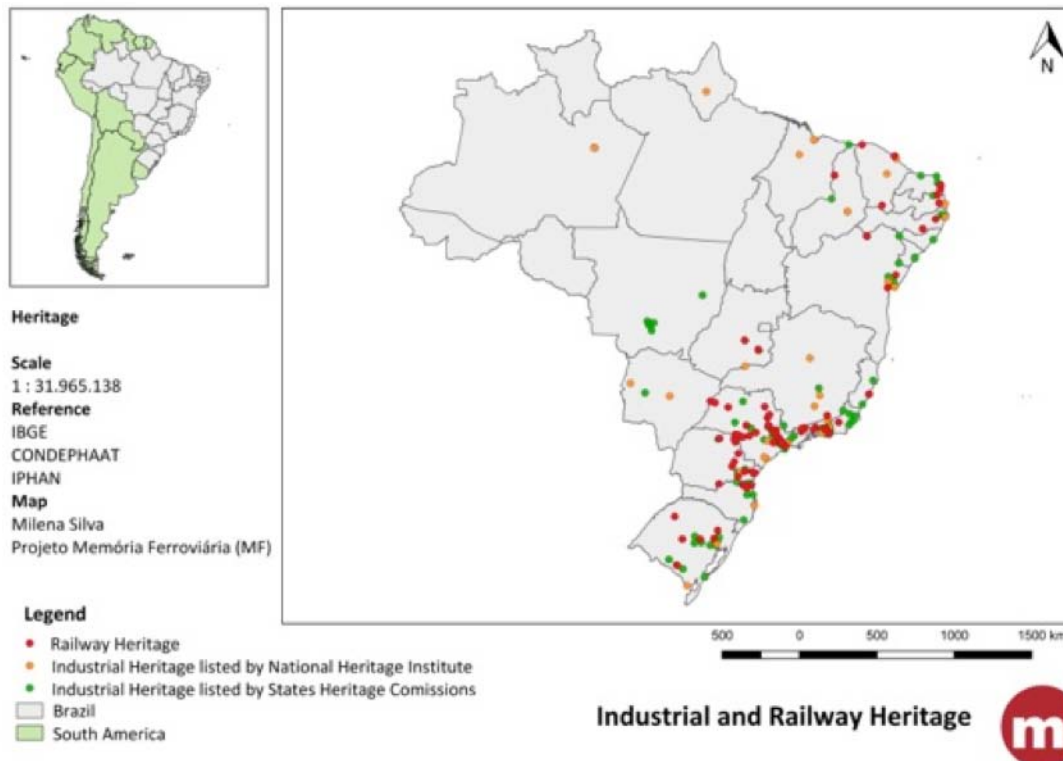 N
Heritage
Scale
1 : 31.965.138
Reference
IBGE
CONDEPHAAT
IPHAN
Map
Milena Silva
Projeto Memória Ferroviária (MF)
Legend
Railway Heritage
Industrial Heritage listed by National Heritage Institute
Industrial Heritage listed by States Heritage Comissions
Brazil
South America
500 0 500 1000 1500 km
Industrial and Railway Heritage
m